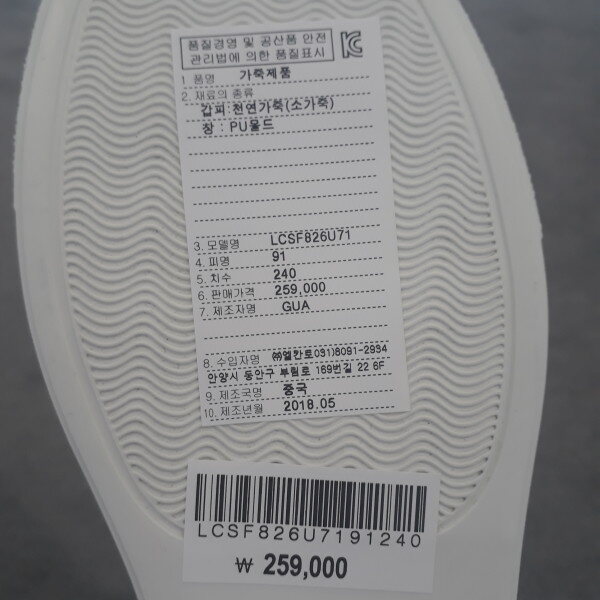 품질경영 및 공산품 안전
관리법에 의한 품질표시
1. 품명 가죽제품
2. 재료의 종류
갑피:천연가죽(소가죽)
창 : PU몰드
3. 모델명 LCSF826U71
4. 피명 91
5. 치수 240
6. 판매가격 259,000
7. 제조자명 GUA
8. 수입자명 ㈜엘칸토031)8091-2934
안양시 동안구 부림로 169번길 22 6F
9. 제조국명 중국
10. 제조년월 2018.05
LCSF826U7191240
₩ 259,000